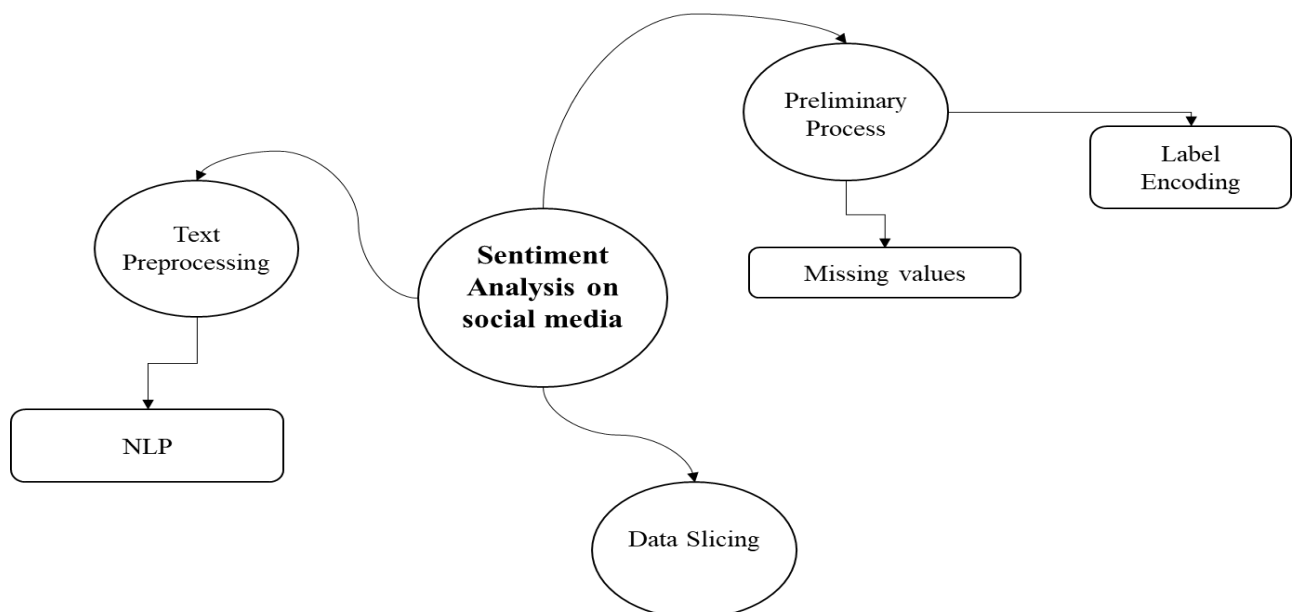 Preliminary
Process
Label
Encoding
Text
Preprocessing
Sentiment
Analysis on
social media
Missing values
NLP
Data Slicing